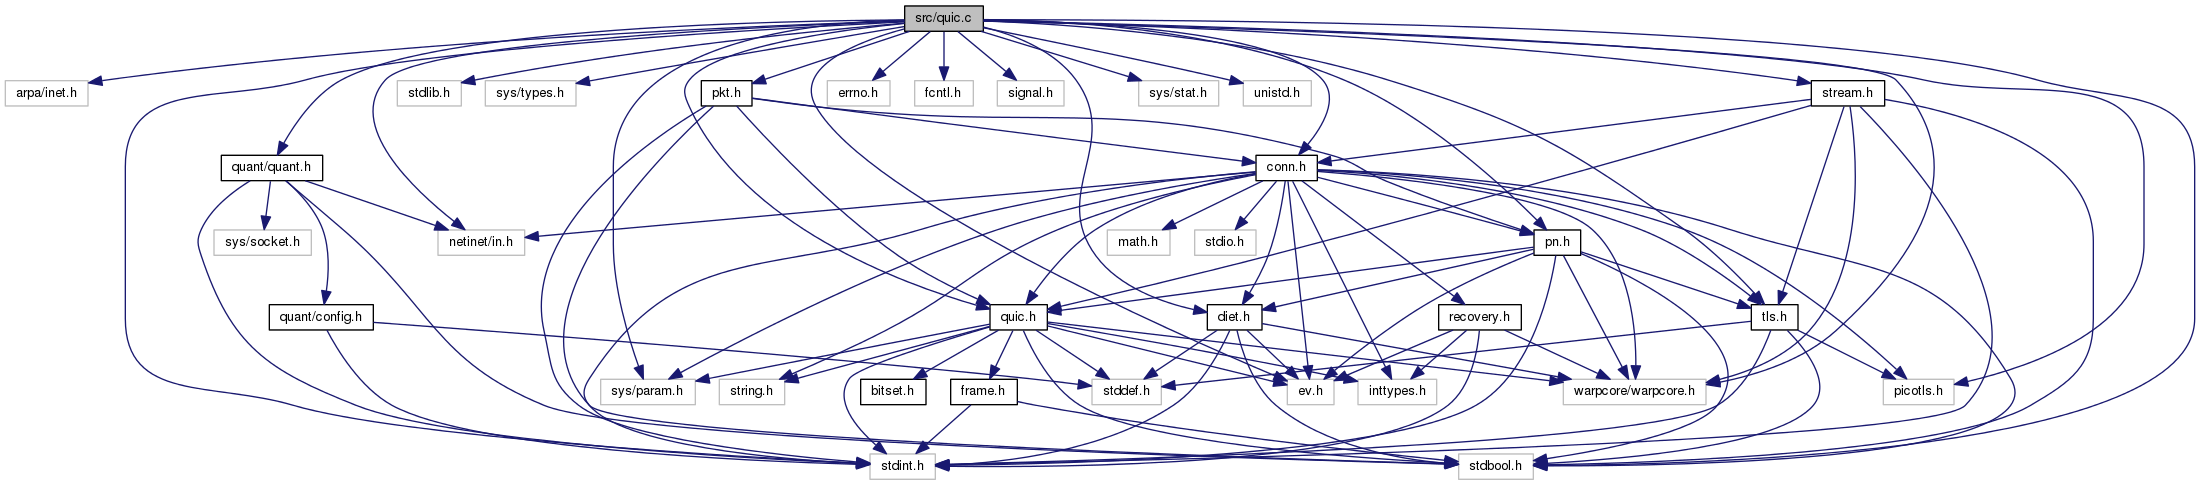 src/quic.c
arpa/inet.h
stdlib.h
sys/types.h
pkt.h
errno.h
fcntl.h
signal.h
sys/stat.h
unistd.h
stream.h
quant/quant.h
conn.h
sys/socket.h
netinet/in.h
math.h
stdio.h
pn.h
quant/config.h
quic.h
diet.h
recovery.h
tls.h
sys/param.h
string.h
bitset.h
frame.h
stddef.h
ev.h
inttypes.h
warpcore/warpcore.h
picotls.h
stdint.h
stdbool.h